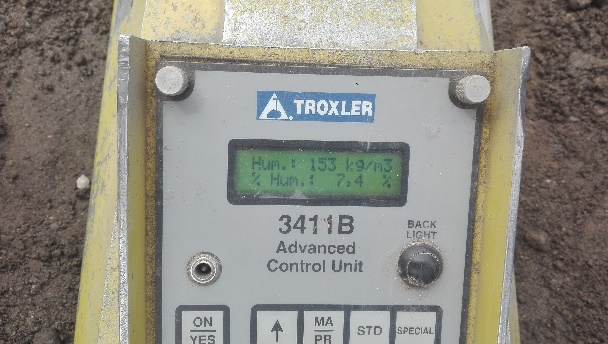 TROXLER
Hum.: 153 kg/m3
% Hum.: 7,4 %
3411B
Advanced
Control Unit
BACK
LIGHT
ON
YES
↑
MA
PR
STD
SPECIAL